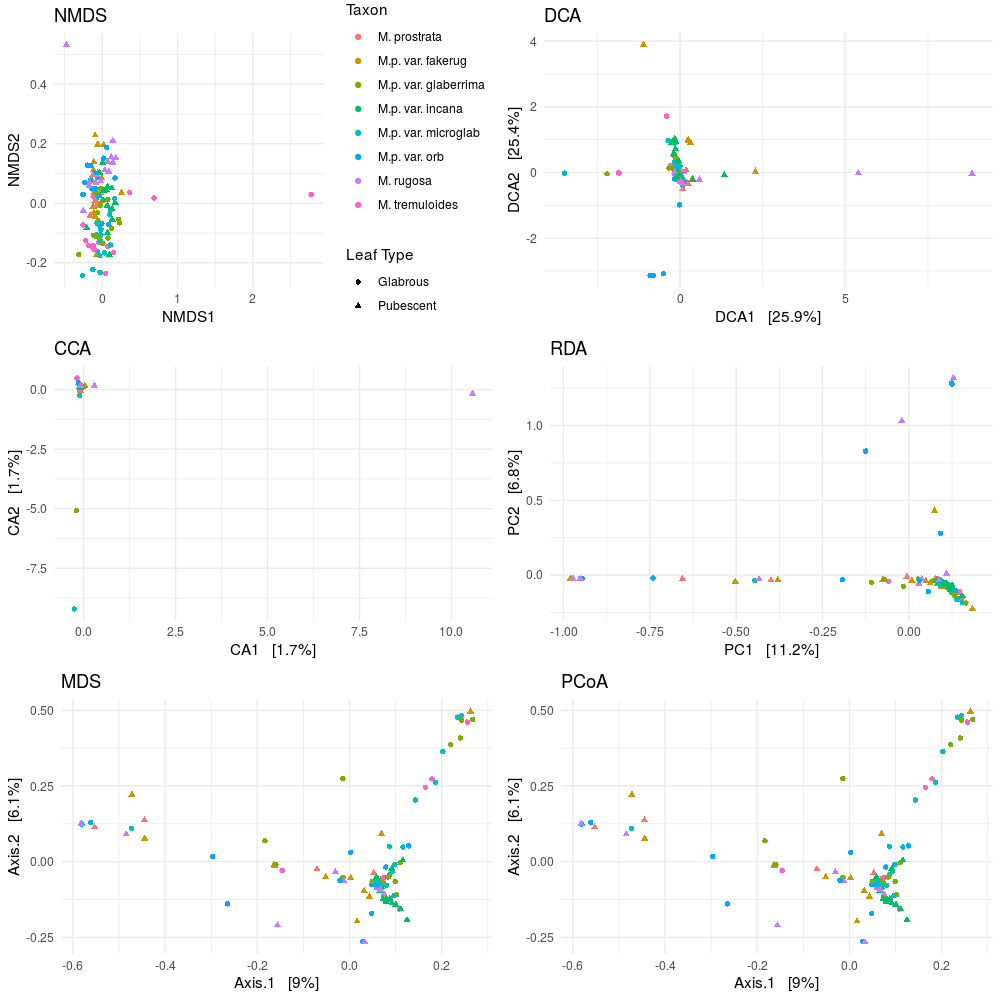 NMDS
0.4
0.2
0.0
-0.2
NMDS2
0
1
2
NMDS1
Taxon
M. prostrata
M.p. var. fakerug
M.p. var. glaberrima
M.p. var. incana
M.p. var. microglab
M.p. var. orb
M. rugosa
M. tremuloides
Leaf Type
Glabrous
Pubescent
DCA
4
2
0
-2
DCA2 [25.4%]
0
5
DCA1 [25.9%]
CCA
0.0
-2.5
-5.0
-7.5
CA2 [1.7%]
0.0
2.5
5.0
7.5
10.0
CA1 [1.7%]
RDA
1.0
0.5
0.0
PC2 [6.8%]
-1.00
-0.75
-0.50
-0.25
0.00
PC1 [11.2%]
MDS
0.50
0.25
0.00
-0.25
Axis.2 [6.1%]
-0.6
-0.4
-0.2
0.0
0.2
Axis.1 [9%]
PCoA
0.50
0.25
0.00
-0.25
Axis.2 [6.1%]
-0.6
-0.4
-0.2
0.0
0.2
Axis.1 [9%]